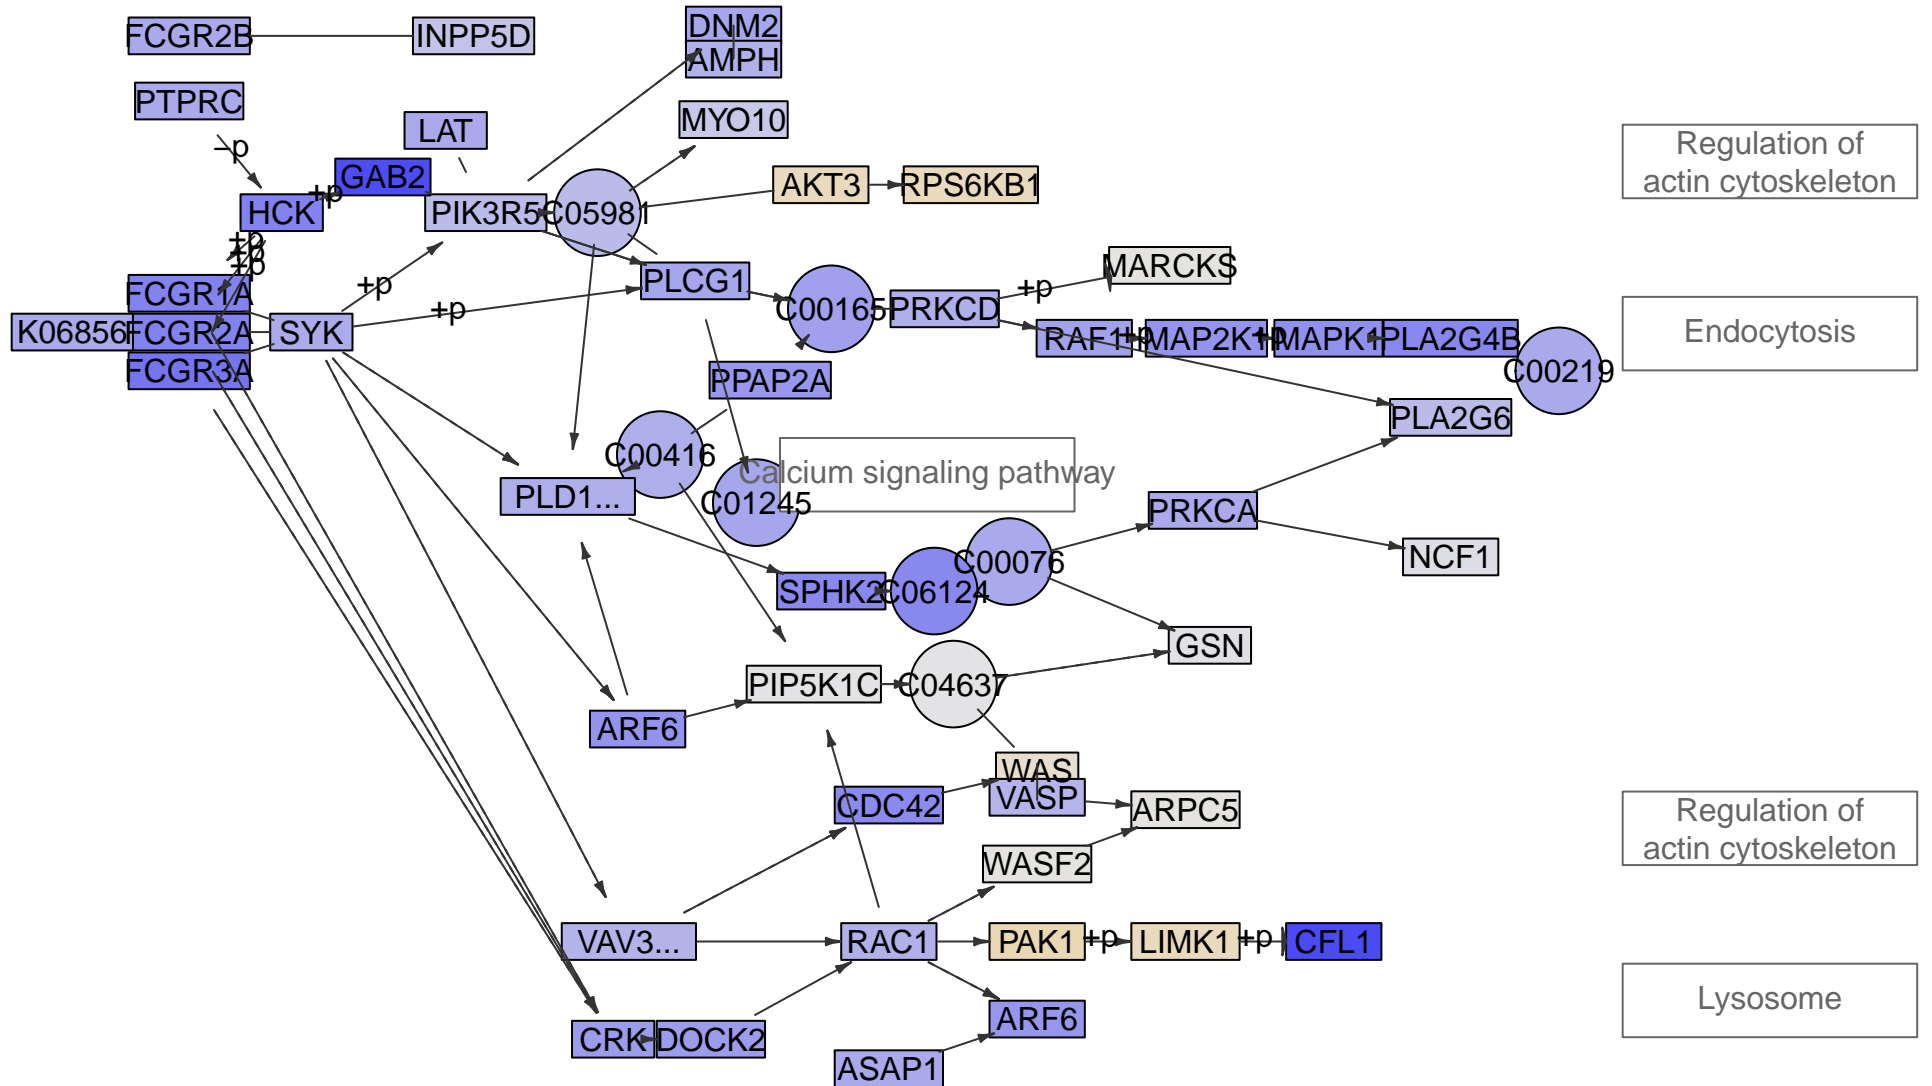 FCGR2B
INPP5D
DNM2
AMPH
PTPRC
LAT
MYO10
Regulation of
actin cytoskeleton
–p
GAB2
+p
HCK
PIK3R5
C05981
AKT3
RPS6KB1
+p
+p
+p
FCGR1A
+p
PLCG1
C00165
PRKCD
+p
MARCKS
K06856
FCGR2A
SYK
+p
RAF1
+p
MAP2K1
+p
MAPK1
PLA2G4B
C00219
Endocytosis
FCGR3A
PPAP2A
PLA2G6
C00416
Calcium signaling pathway
PLD1...
C01245
PRKCA
C00076
NCF1
SPHK2
C06124
GSN
PIP5K1C
C04637
ARF6
WAS
VASP
CDC42
ARPC5
Regulation of
actin cytoskeleton
WASF2
VAV3...
RAC1
PAK1
+p
LIMK1
+p
CFL1
Lysosome
ARF6
CRK
DOCK2
ASAP1